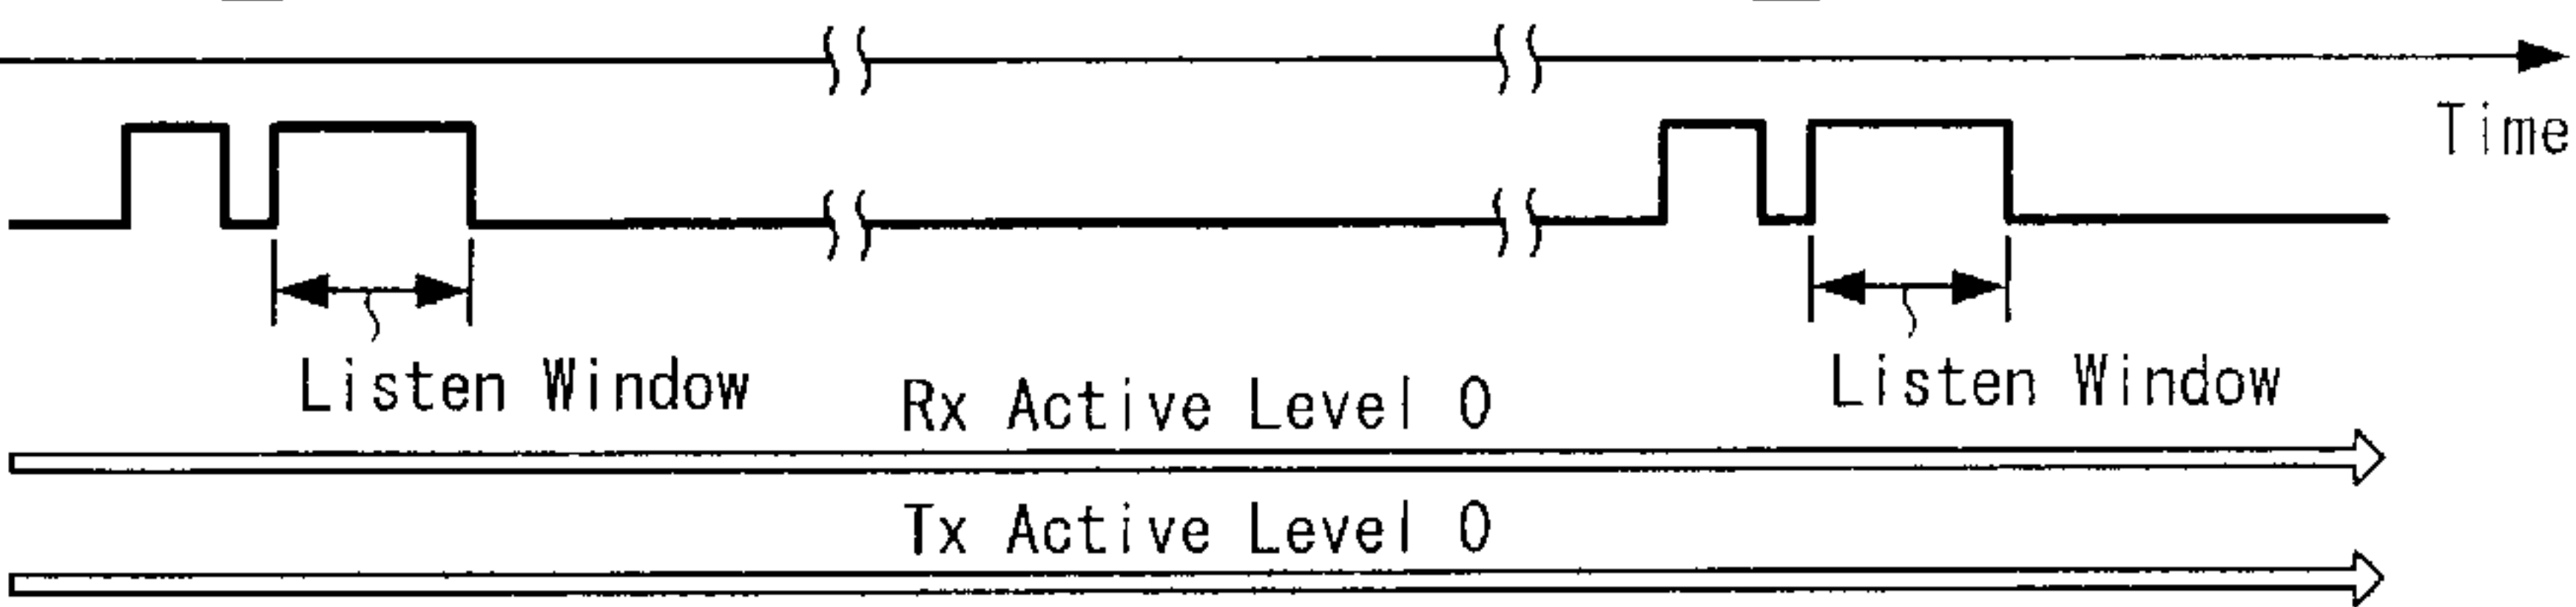 Time
Listen Window
Listen Window
Rx Active Level 0
Tx Active Level 0